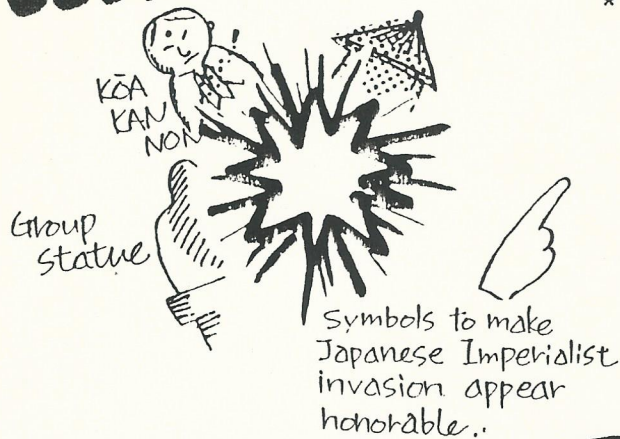 *
!
KŌA
KAN
NON
Group
statue
Symbols to make
Japanese Imperialist
invasion appear
honorable..